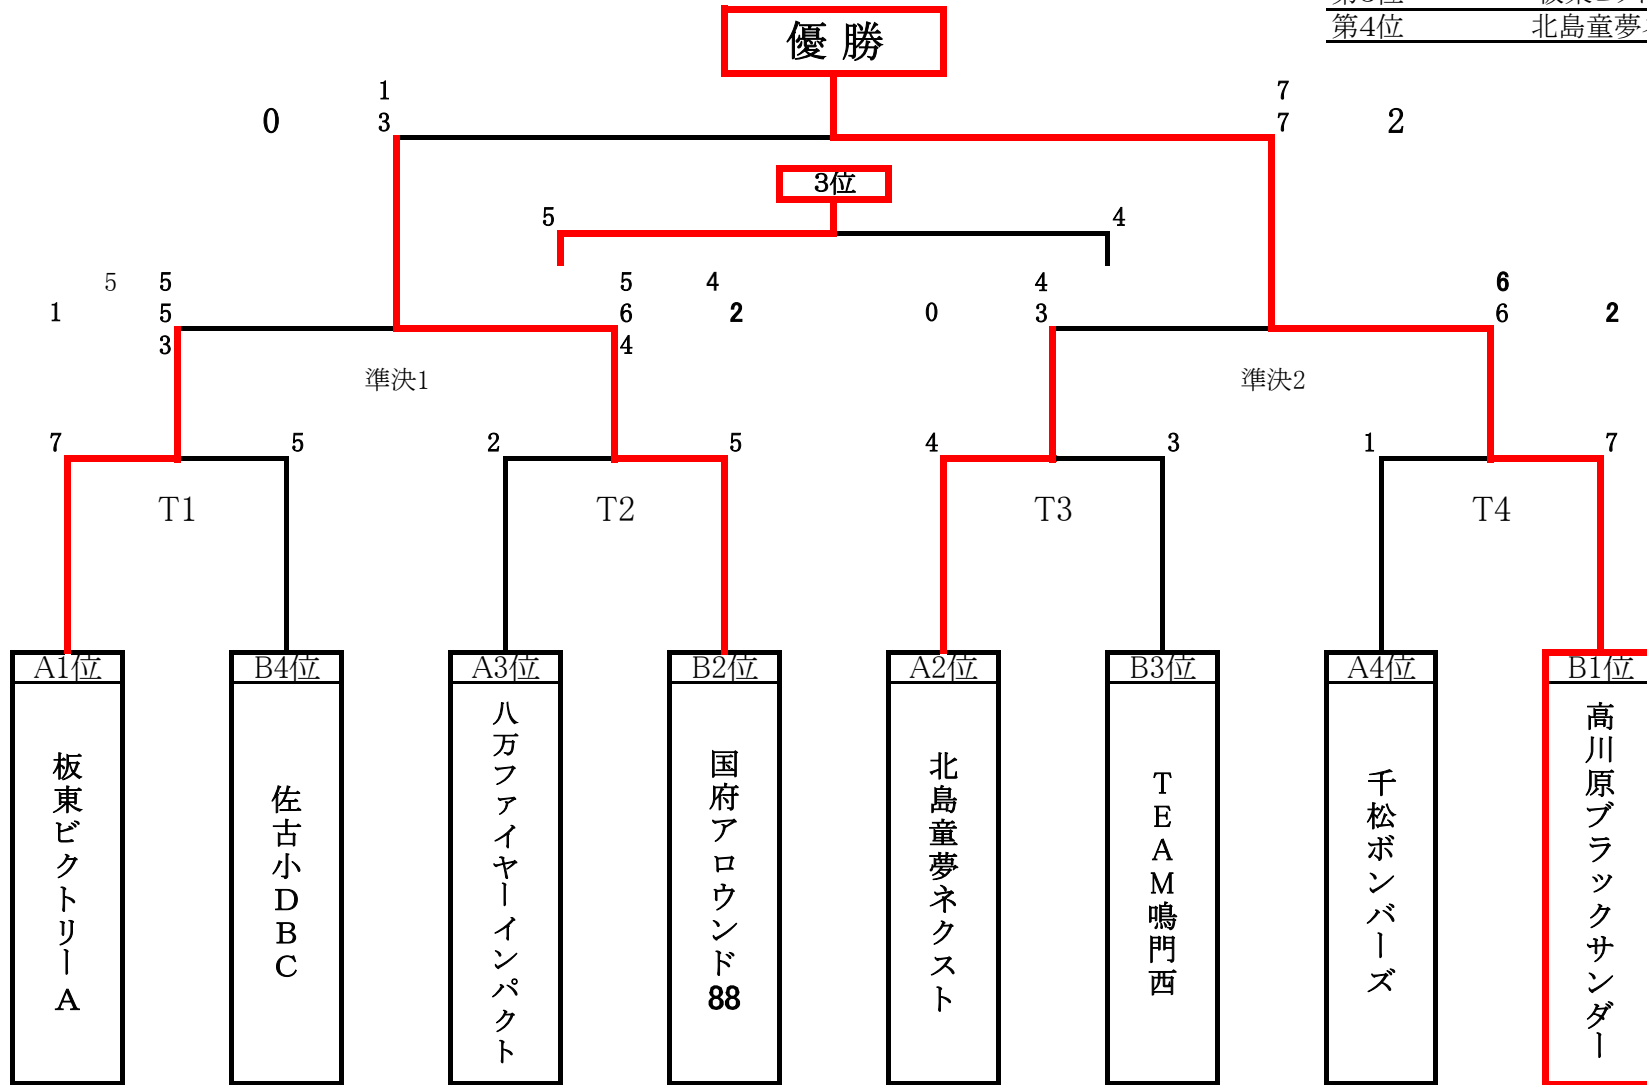 第4位 北島童夢
優勝
1 7
0 3 7 2
3位
5 4
5 5 5 4 4 6
1 5 6 2 0 3 6 2
3 4
準決1 準決2
7 5 2 5 4 3 1 7
T1 T2 T3 T4
A1位 B4位 A3位 B2位 A2位 B3位 A4位 B1位
板東ビクトリーA
佐古小DBC
八万ファイヤーインパクト
国府アロウンド88
北島童夢ネクスト
TEAM鳴門西
千松ボンバーズ
高川原ブラックサンダー